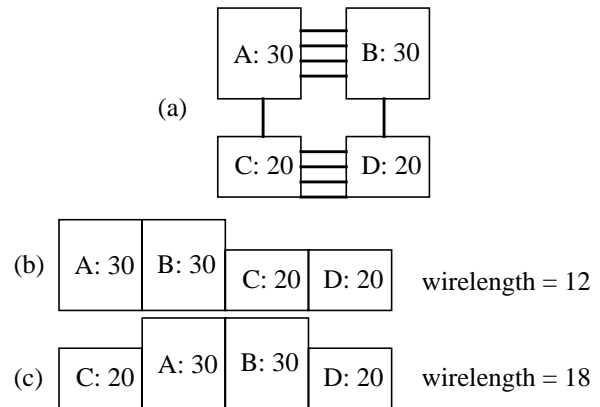 A: 30 B: 30
(a)
C: 20 D: 20
(b) A: 30 B: 30 C: 20 D: 20 wirelength = 12
(c) C: 20 A: 30 B: 30 D: 20 wirelength = 18